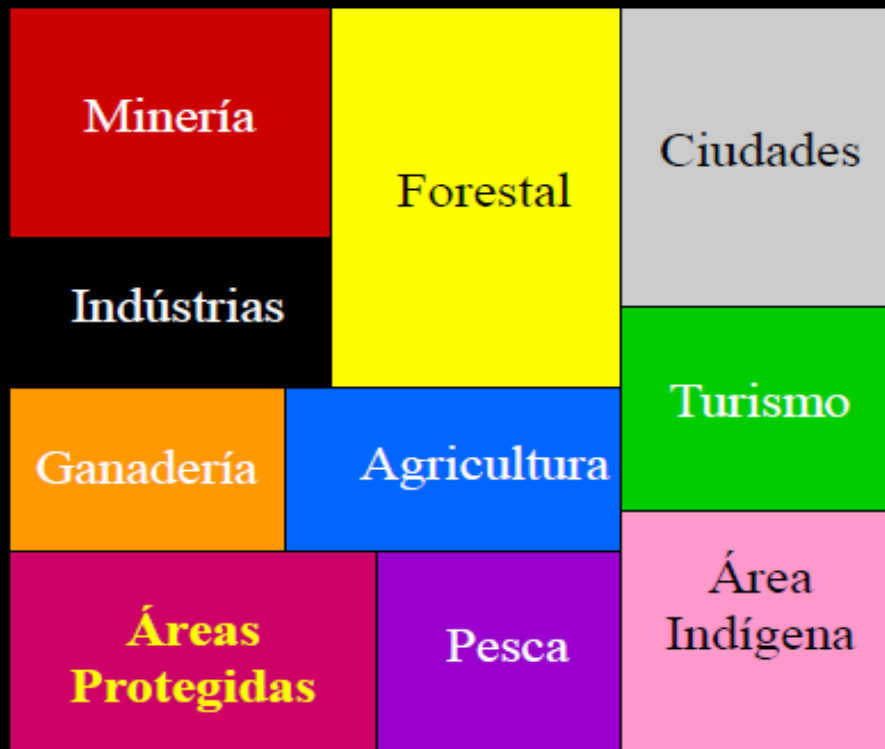 Minería
Forestal
Ciudades
Indústrias
Turismo
Ganadería
Agricultura
Áreas
Protegidas
Pesca
Área
Indígena